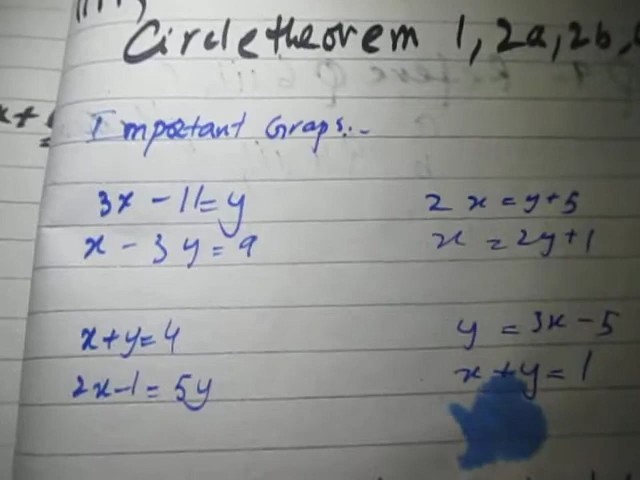 Circle theorem 1, 2a, 2b,
x+
Important Graps:-
3x - 11 = y
x - 3y = 9
2x = y + 5
x = 2y + 1
x + y = 4
2x - 1 = 5y
y = 3x - 5
x + y = 1